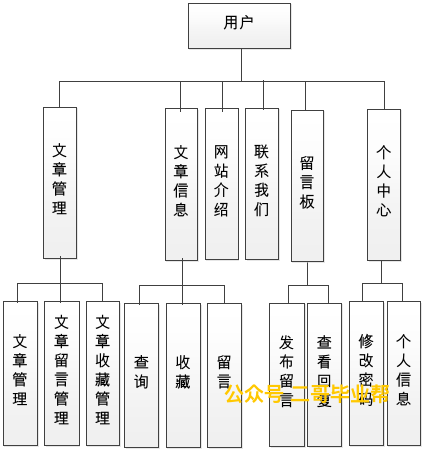 用户
文章管理
文章信息
网站介绍
联系我们
留言板
个人中心
文章管理
文章留言管理
文章收藏管理
查询
收藏
留言
发布留言
查看回复
修改密码
个人信息
公众号 二哥毕业帮